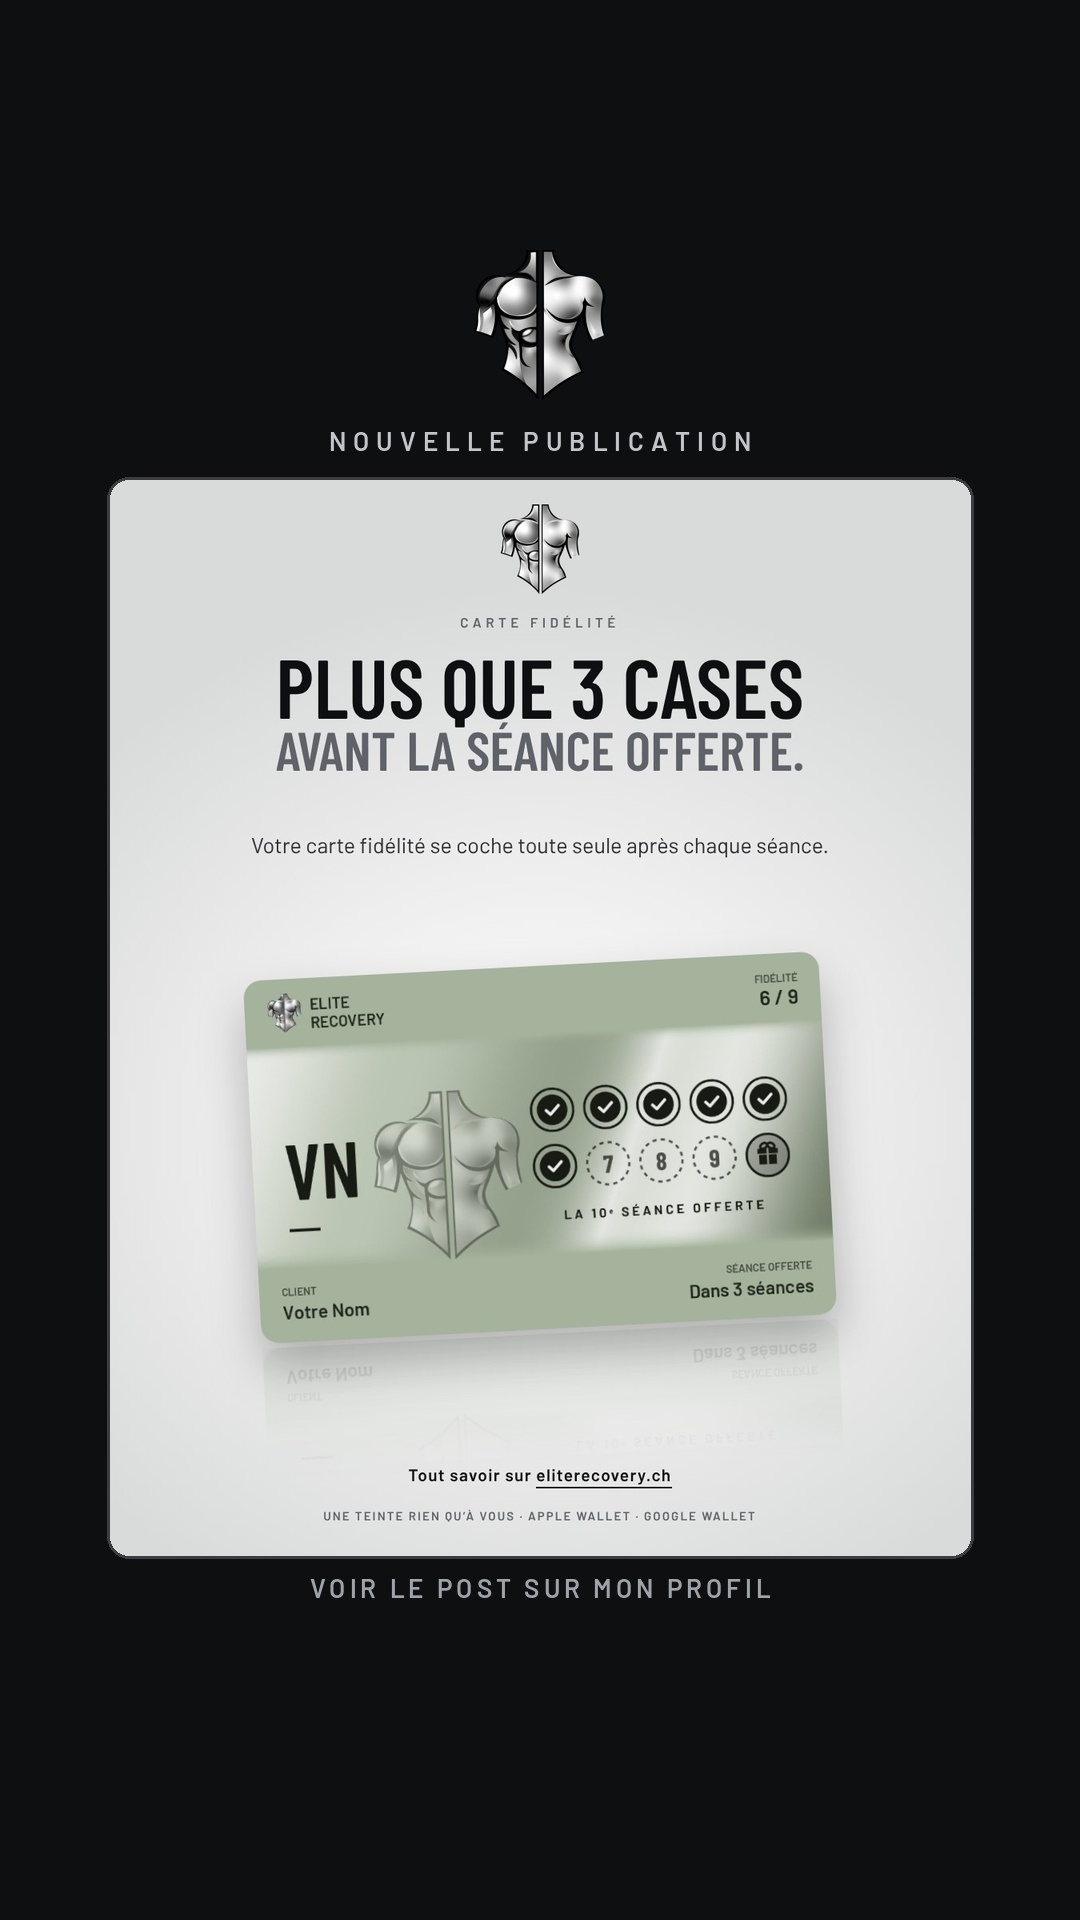 NOUVELLE PUBLICATION
CARTE FIDÉLITÉ
PLUS QUE 3 CASES
AVANT LA SÉANCE OFFERTE.
Votre carte fidélité se coche toute seule après chaque séance.
ELITE
RECOVERY
FIDÉLITÉ
6 / 9
VN
7 8 9
LA 10e SÉANCE OFFERTE
CLIENT
Votre Nom
SÉANCE OFFERTE
Dans 3 séances
Tout savoir sur eliterecovery.ch
UNE TEINTE RIEN QU'À VOUS · APPLE WALLET · GOOGLE WALLET
VOIR LE POST SUR MON PROFIL